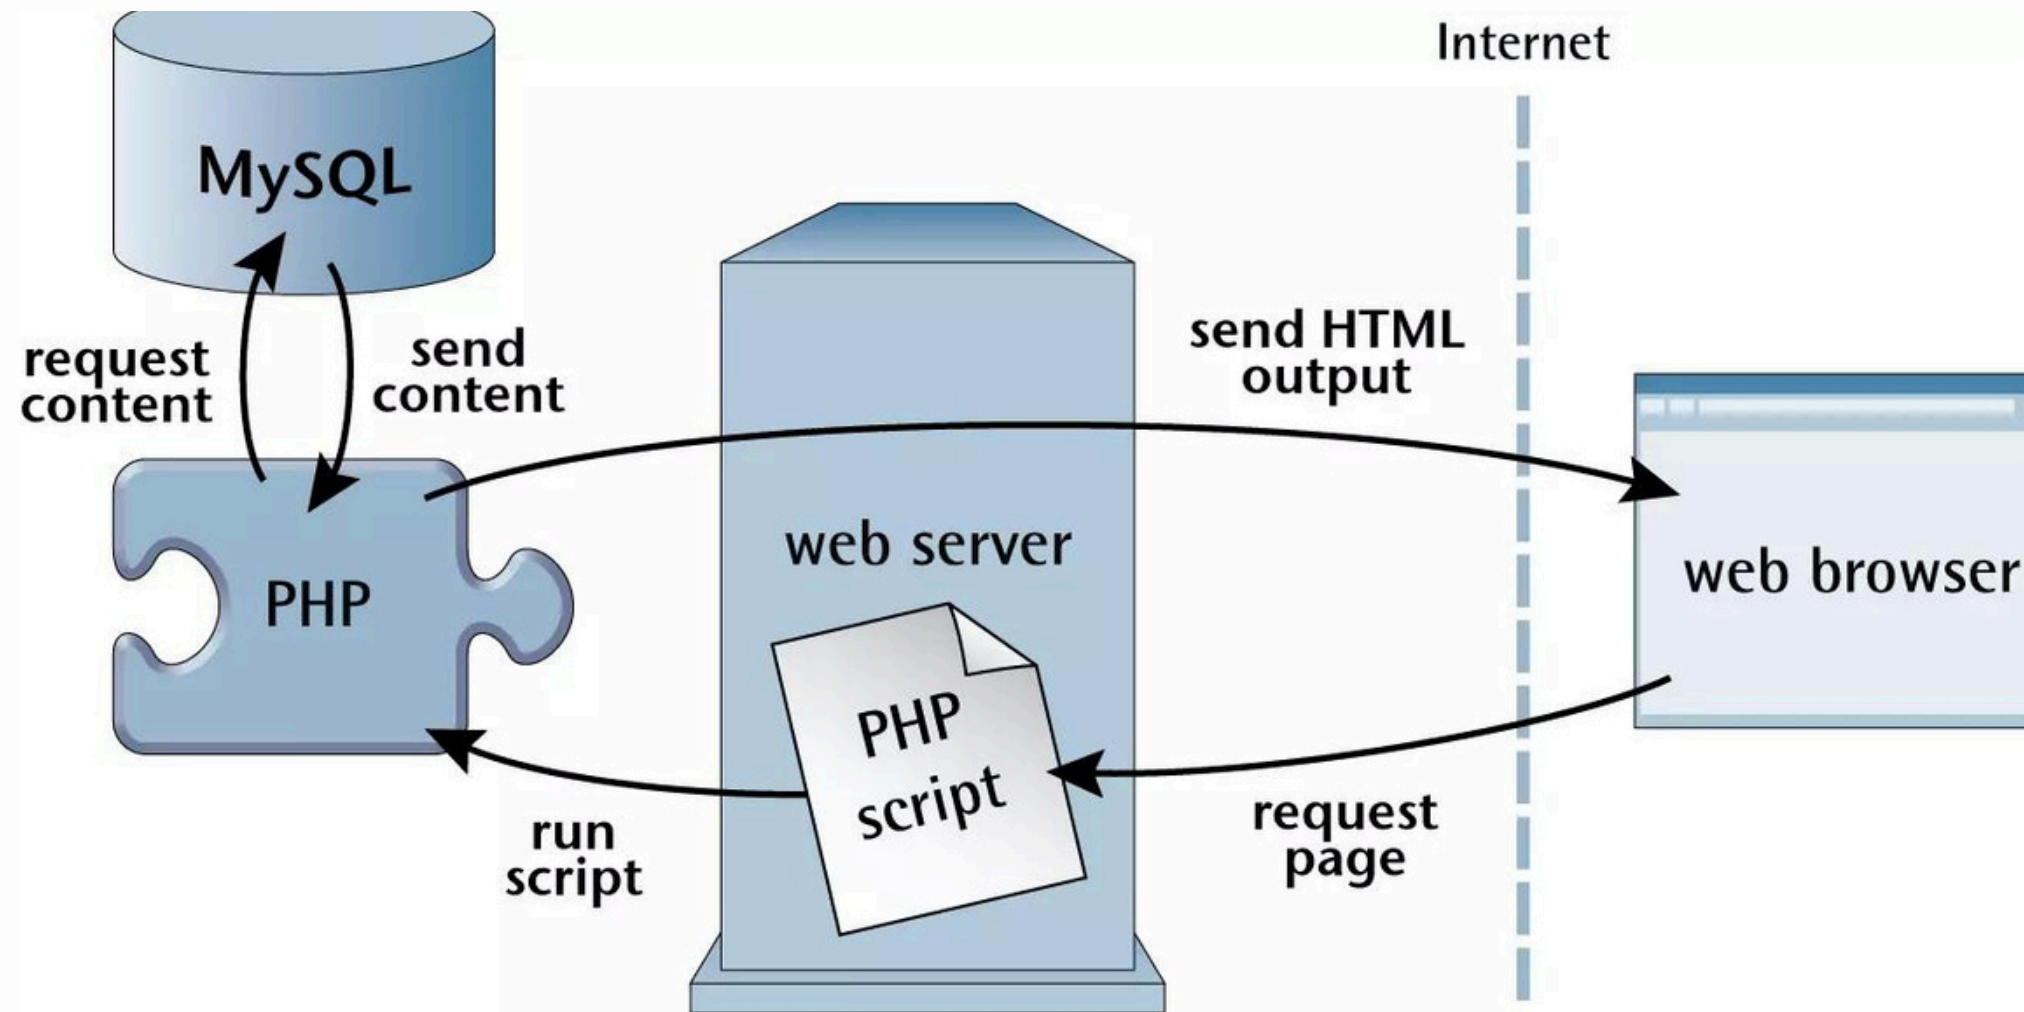 Internet
MySQL
request
content
send
content
send HTML
output
web server
web browser
PHP
PHP
script
run
script
request
page